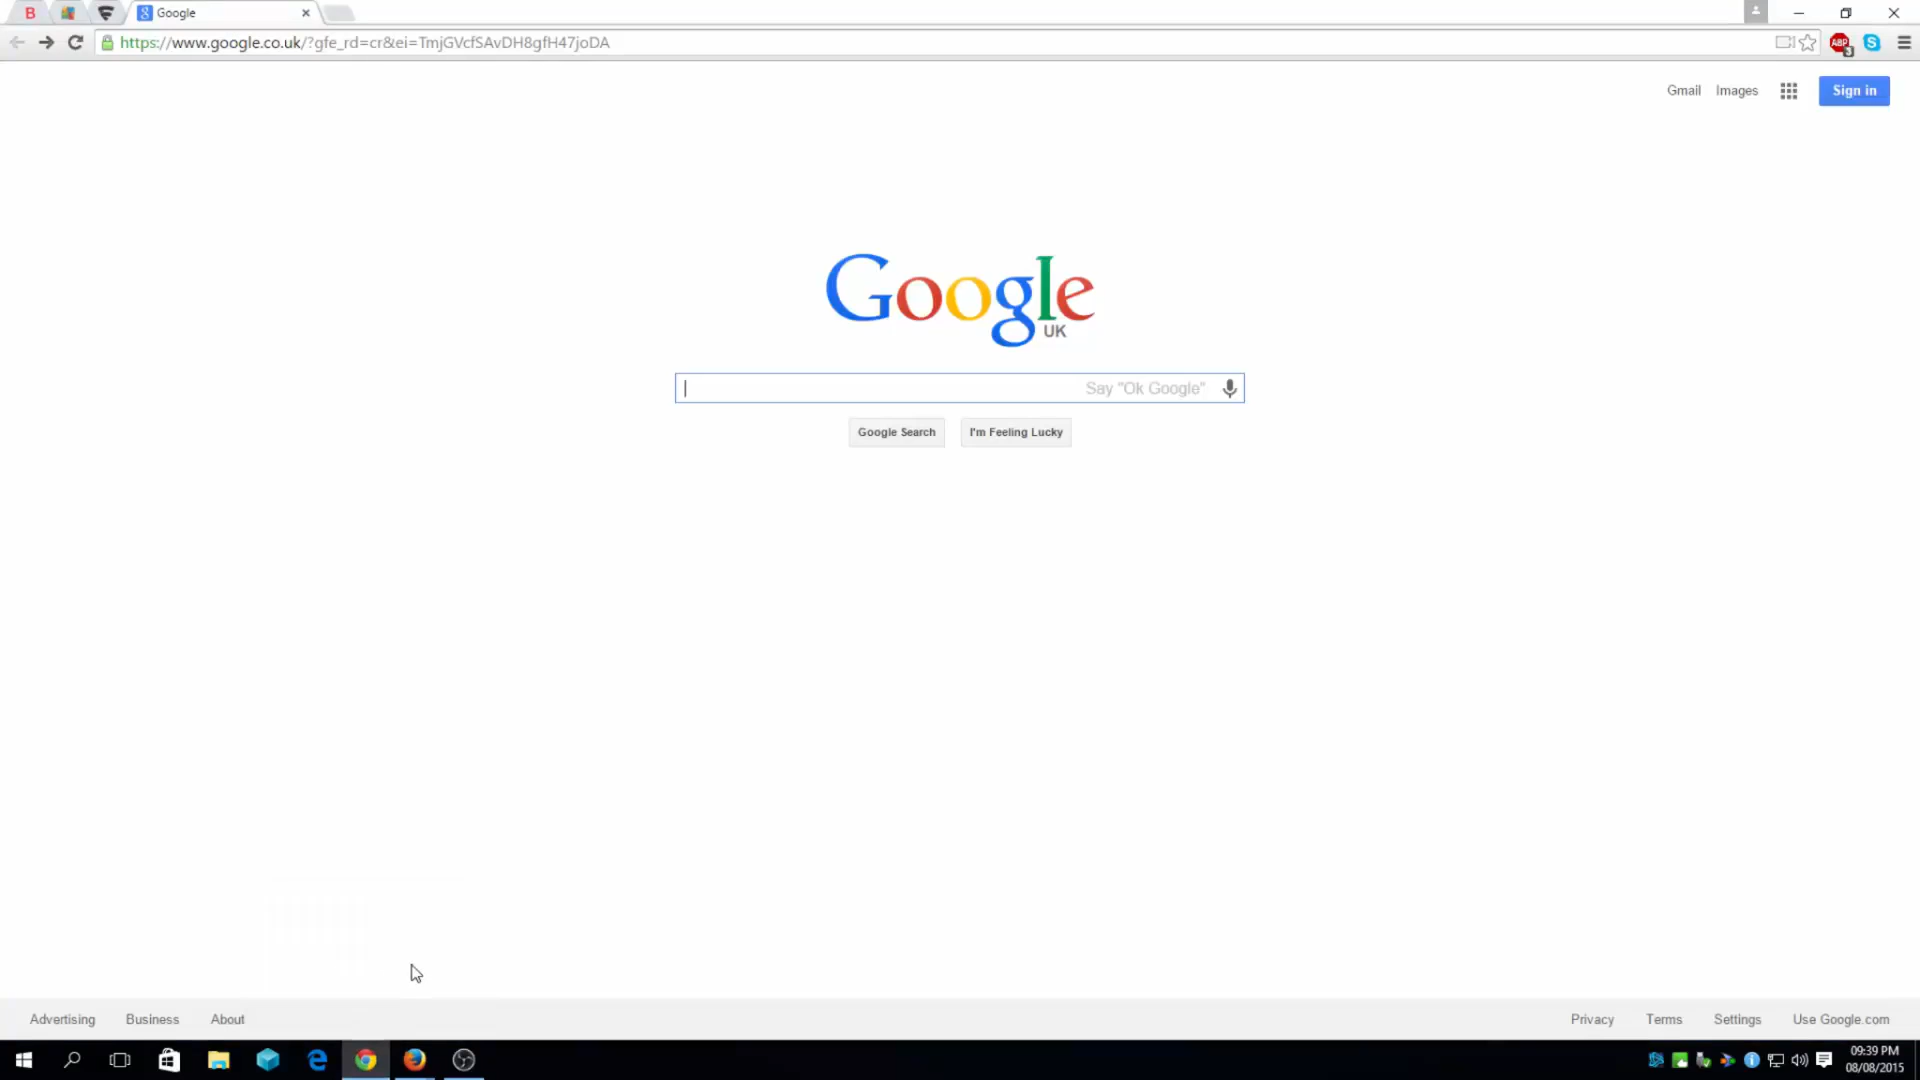 B
Google
https://www.google.co.uk/?gfe_rd=cr&ei=TmjGVcfSAvDH8gfH47joDA
ABP
3
Gmail Images Sign in
Google
UK
Say "Ok Google"
Google Search I'm Feeling Lucky
Advertising Business About Privacy Terms Settings Use Google.com
09:39 PM
08/08/2015